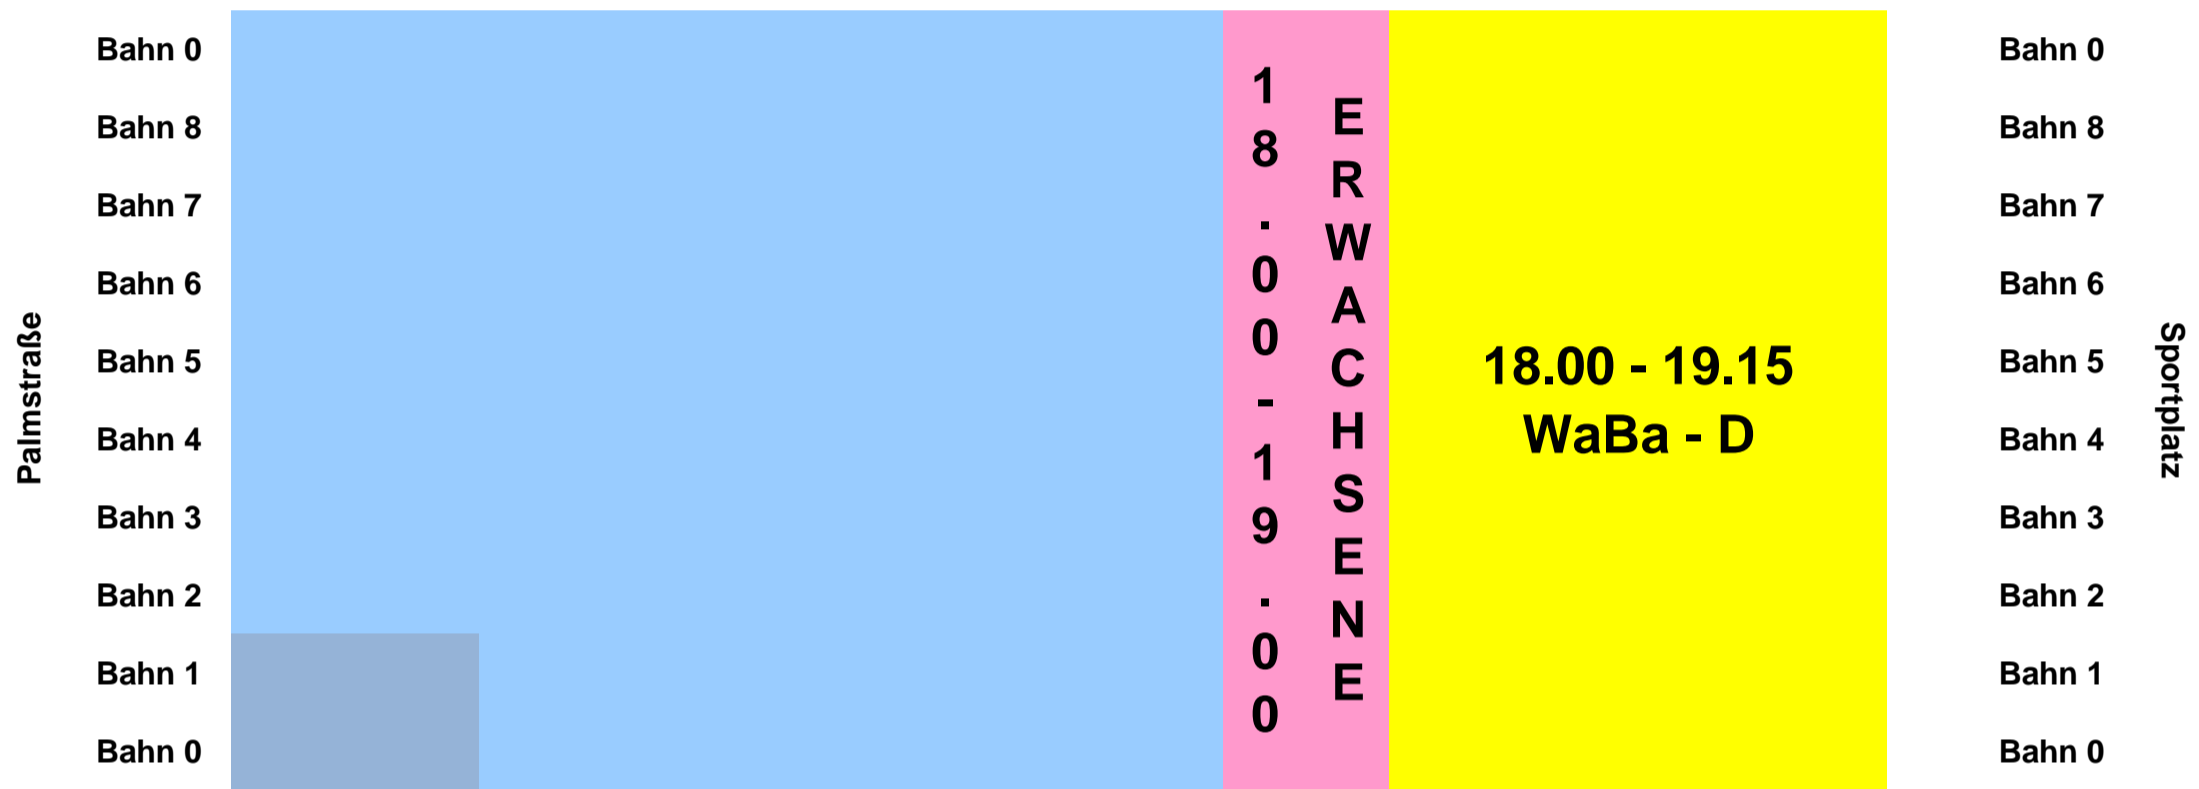 Palmstraße
Bahn 0
Bahn 8
Bahn 7
Bahn 6
Bahn 5
Bahn 4
Bahn 3
Bahn 2
Bahn 1
Bahn 0
18.00-19.00
ERWACHSENE
18.00 - 19.15
WaBa - D
Bahn 0
Bahn 8
Bahn 7
Bahn 6
Bahn 5
Bahn 4
Bahn 3
Bahn 2
Bahn 1
Bahn 0
Sportplatz